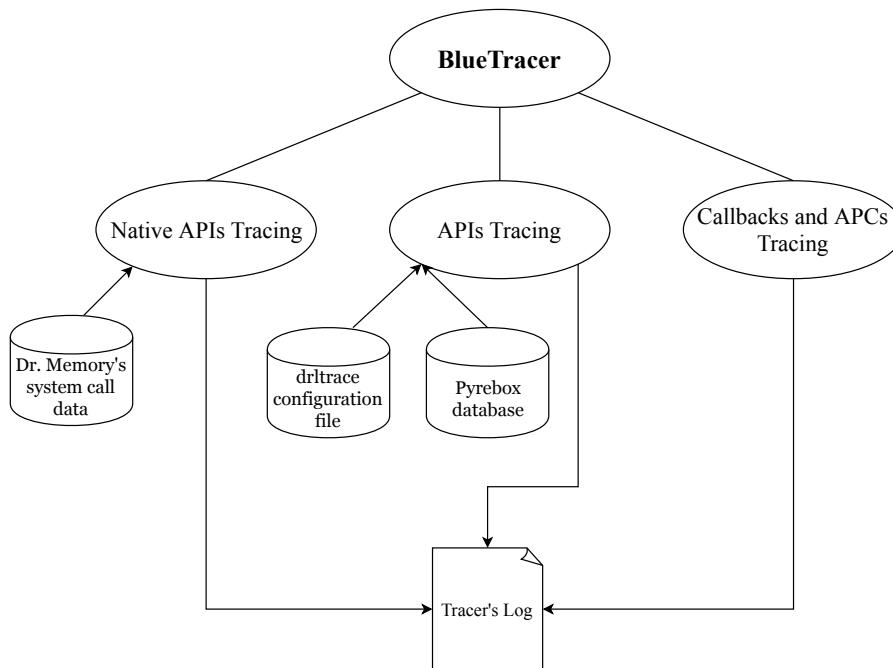 BlueTracer
Native APIs Tracing
APIs Tracing
Callbacks and APCs
Tracing
Dr. Memory's
system call
data
drltrace
configuration
file
Pyrebox
database
Tracer's Log